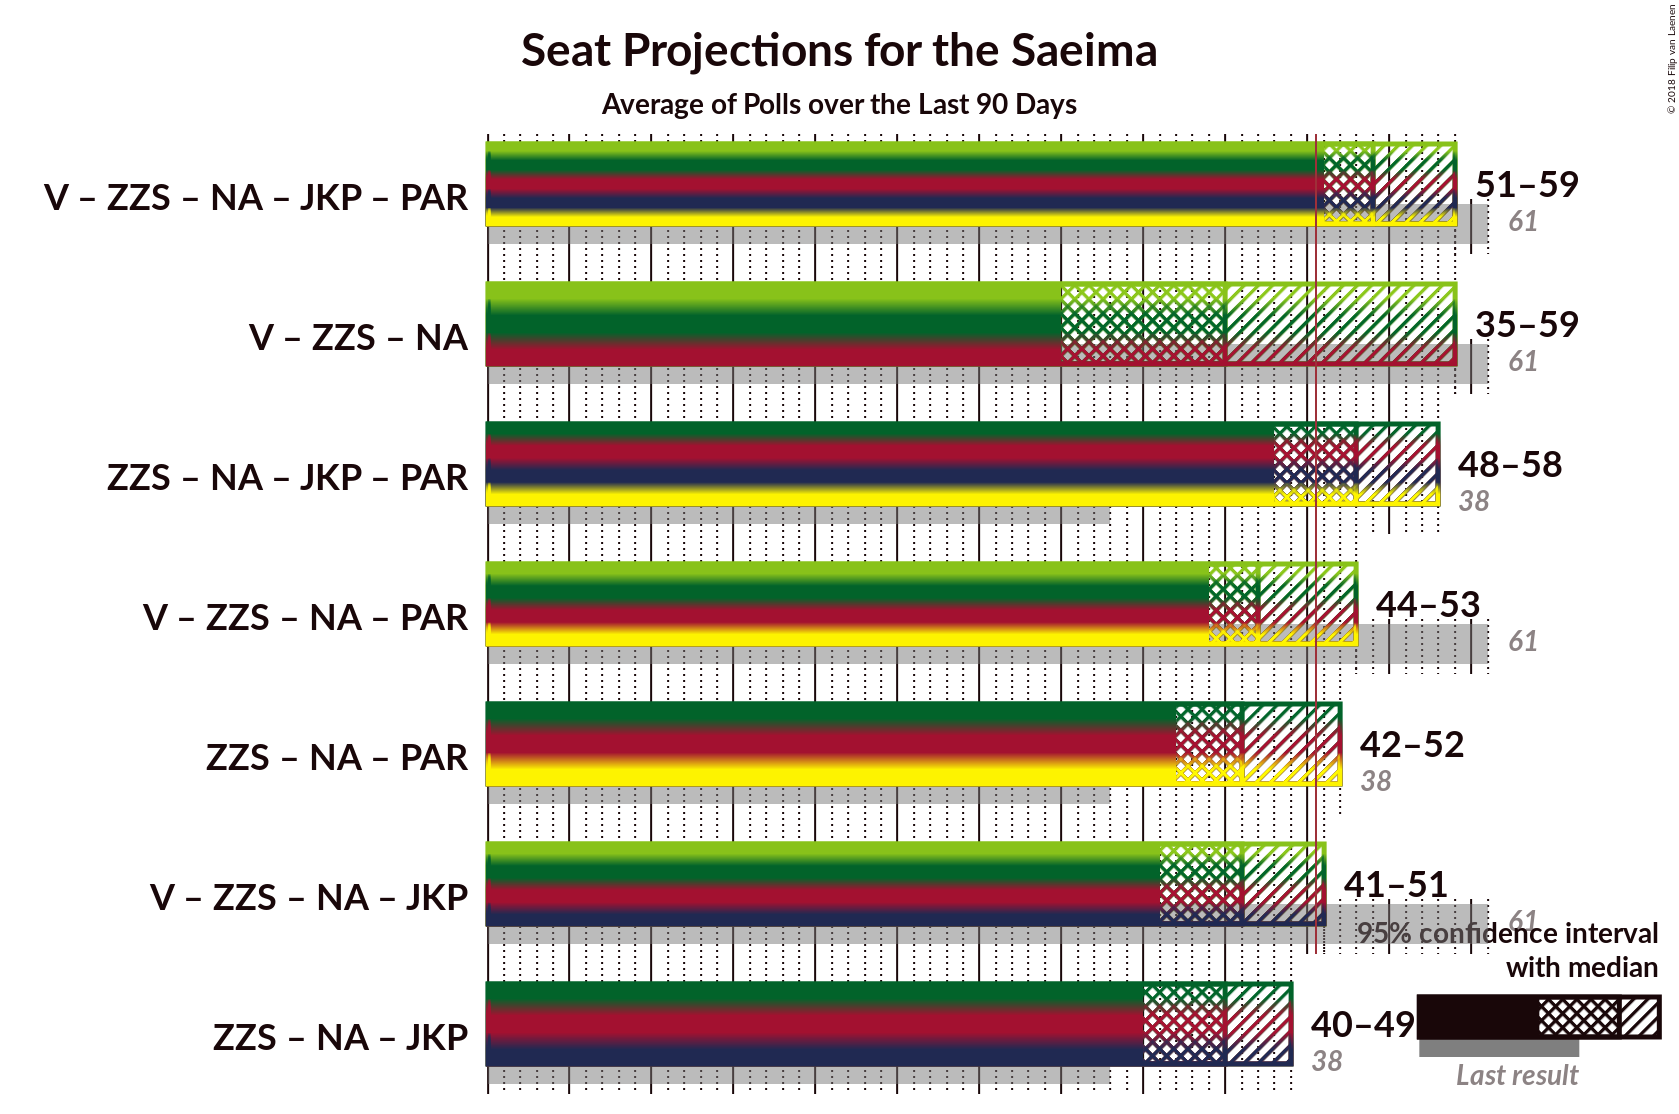 Seat Projections for the Saeima
Average of Polls over the Last 90 Days
© 2018 Filip van Laenen
V – ZZS – NA – JKP – PAR
51–59
61
V – ZZS – NA
35–59
61
ZZS – NA – JKP – PAR
48–58
38
V – ZZS – NA – PAR
44–53
61
ZZS – NA – PAR
42–52
38
V – ZZS – NA – JKP
41–51
61
95% confidence interval
with median
ZZS – NA – JKP
40–49
38
Last result